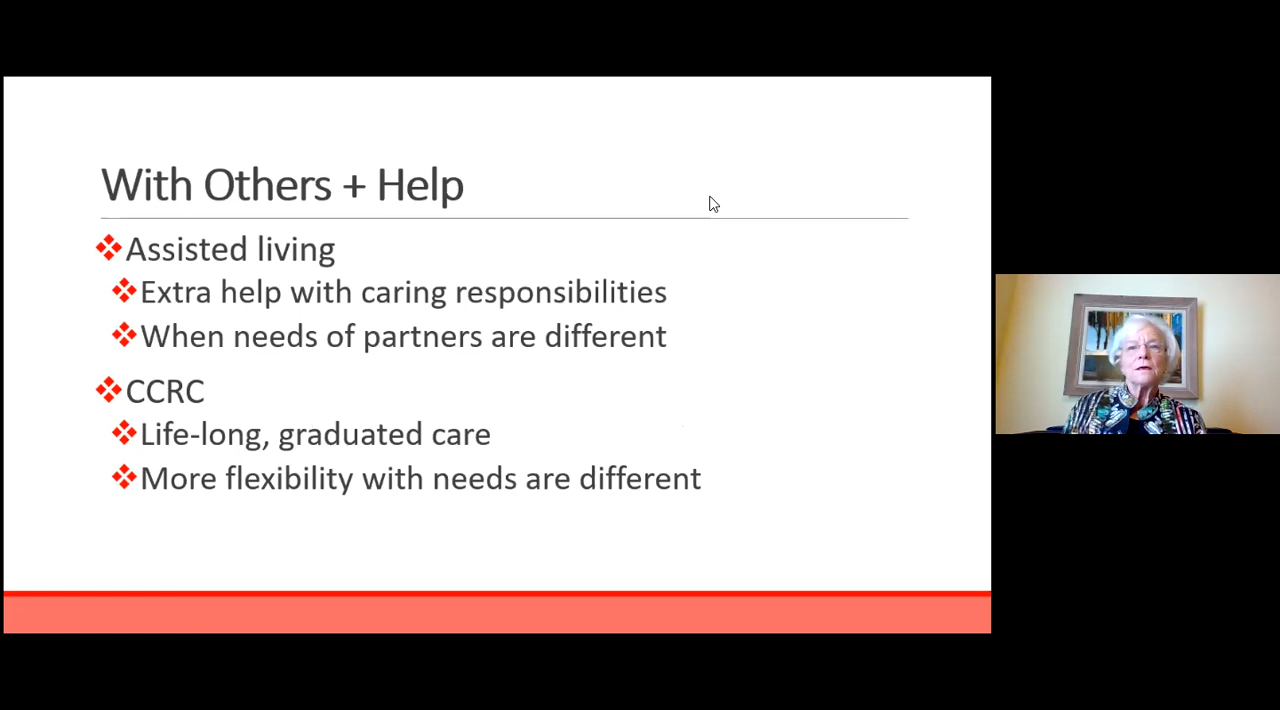 With Others + Help
Assisted living
Extra help with caring responsibilities
When needs of partners are different
CCRC
Life-long, graduated care
More flexibility with needs are different